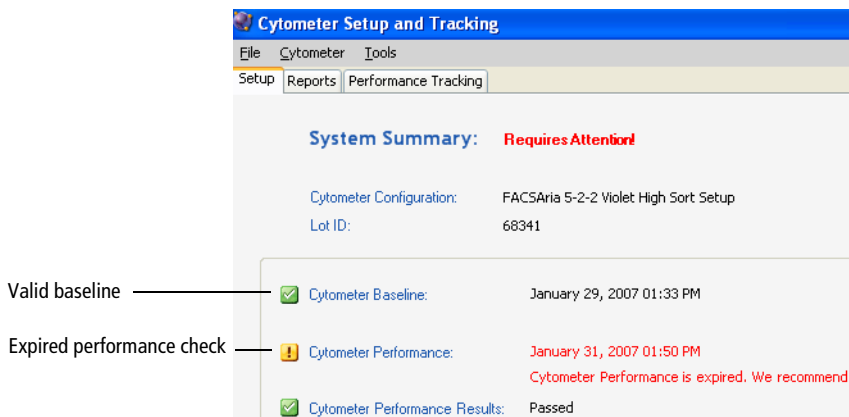 Cytometer Setup and Tracking
File Cytometer Tools
Setup Reports Performance Tracking
System Summary: Requires Attention!
Cytometer Configuration: FACSAria 5-2-2 Violet High Sort Setup
Lot ID: 68341
Valid baseline
Cytometer Baseline: January 29, 2007 01:33 PM
Expired performance check
Cytometer Performance: January 31, 2007 01:50 PM
Cytometer Performance is expired. We recommend
Cytometer Performance Results: Passed